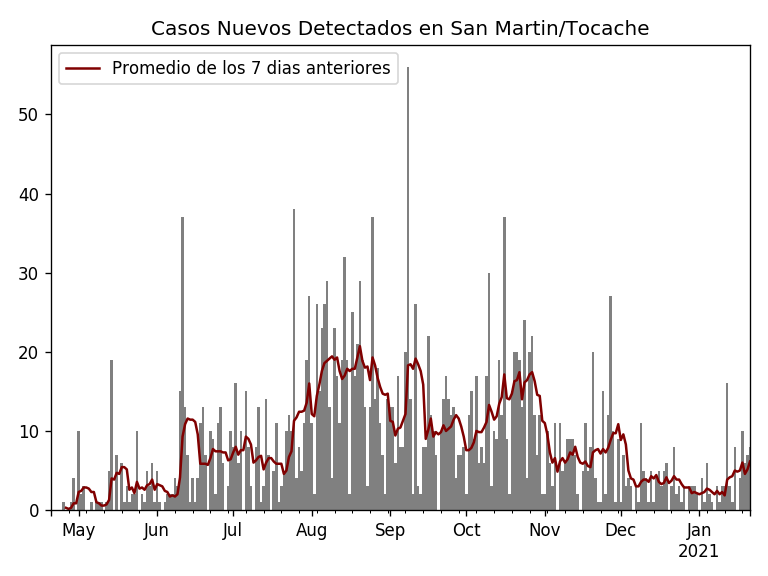 Casos Nuevos Detectados en San Martin/Tocache
Promedio de los 7 dias anteriores
50
40
30
20
10
0
May Jun Jul Aug Sep Oct Nov Dec Jan
2021